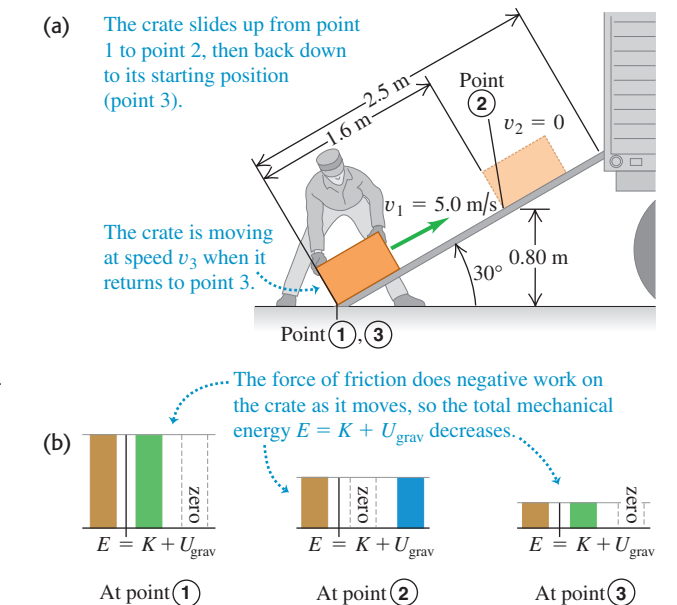 (a)
The crate slides up from point
1 to point 2, then back down
to its starting position
(point 3).
2.5 m
1.6 m
Point
2
v₂ = 0
v₁ = 5.0 m/s
The crate is moving
at speed v₃ when it
returns to point 3.
30°
0.80 m
Point 1, 3
The force of friction does negative work on
the crate as it moves, so the total mechanical
energy E = K + U_grav decreases.
(b)
zero
E = K + U_grav
At point 1
zero
E = K + U_grav
At point 2
zero
E = K + U_grav
At point 3